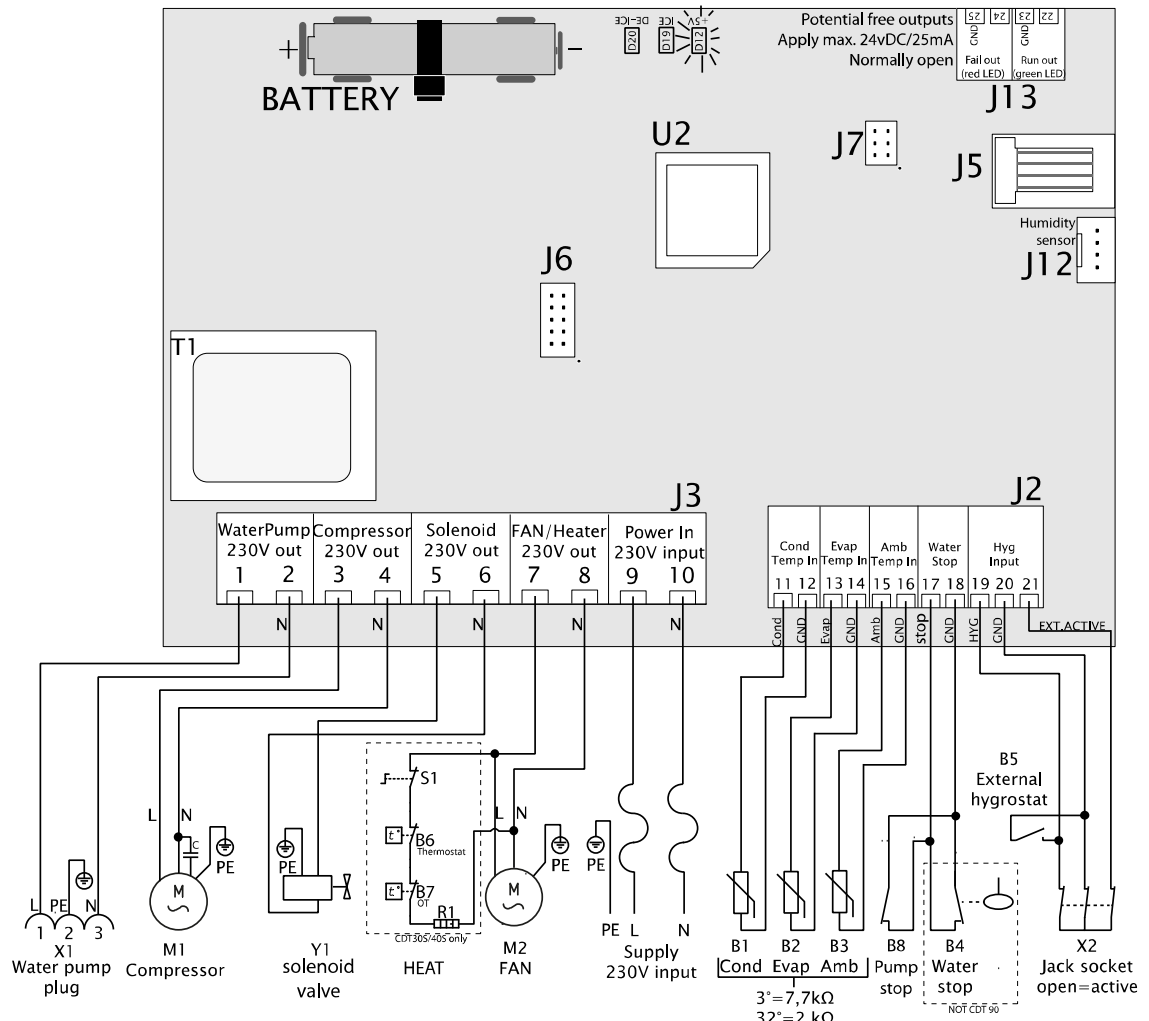 +
-
BATTERY
DE-ICE
ICE
+5V
D20
D19
D12
Potential free outputs
Apply max. 24vDC/25mA
Normally open
25
24
23
22
GND
GND
Fail out
(red LED)
Run out
(green LED)
J13
U2
J7
J5
Humidity
sensor
J12
J6
T1
J3
J2
WaterPump
230V out
Compressor
230V out
Solenoid
230V out
FAN/Heater
230V out
Power In
230V input
1 2 3 4 5 6 7 8 9 10
Cond
Temp In
Evap
Temp In
Amb
Temp In
Water
Stop
Hyg
Input
11 12 13 14 15 16 17 18 19 20 21
N
N
N
N
N
Cond
GND
Evap
GND
Amb
GND
stop
GND
HYG
GND
EXT.ACTIVE
S1
t°
B6
Thermostat
t°
B7
OT
R1
CDT30S/40S only
HEAT
L PE N
1 2 3
X1
Water pump
plug
L N
C
PE
M
M1
Compressor
PE
Y1
solenoid
valve
L N
M
PE
M2
FAN
PE
PE L N
Supply
230V input
B1
B2
B3
Cond
Evap
Amb
3°=7,7kΩ
32°=2 kΩ
B8
Pump
stop
B4
Water
stop
NOT CDT 90
B5
External
hygrostat
X2
Jack socket
open=active